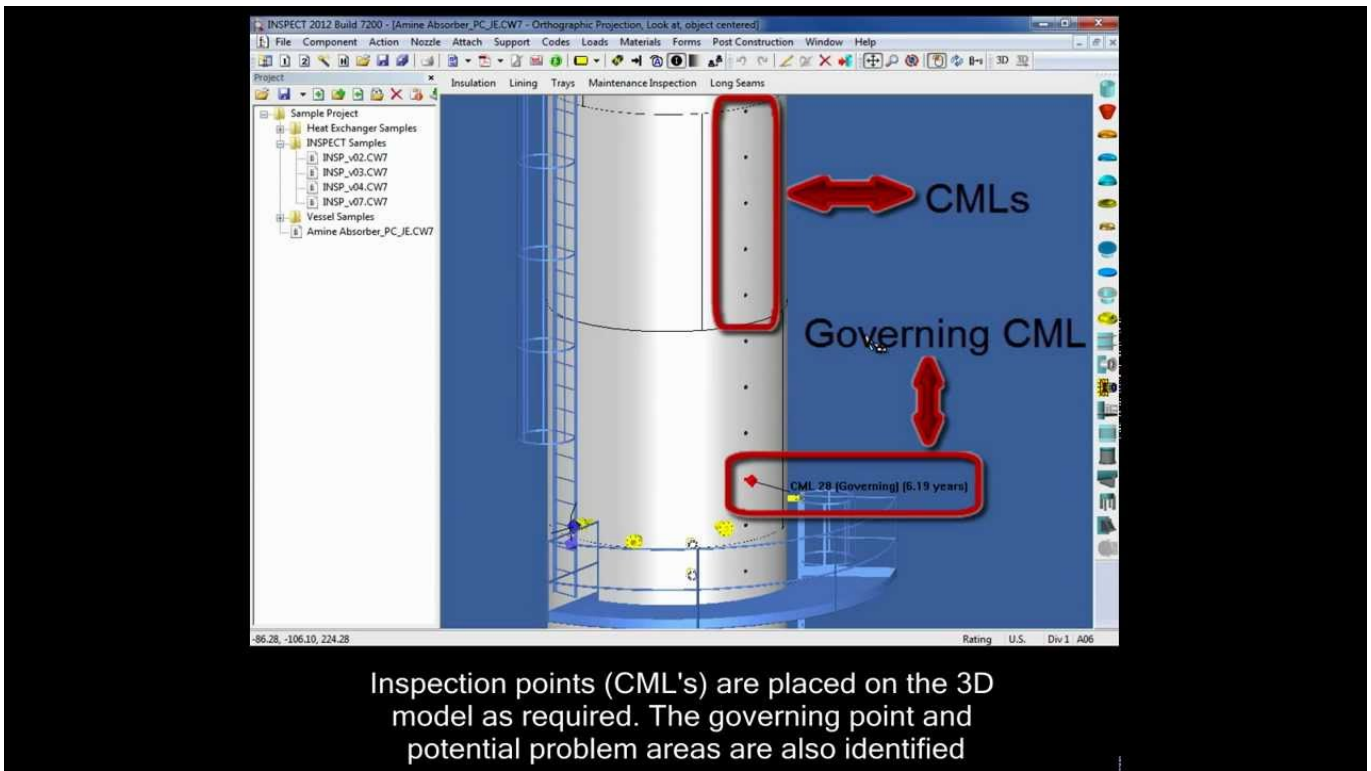 INSPECT 2012 Build 7200 - [Amine Absorber_PC_JE.CW7 - Orthographic Projection, Look at, object centered]
File Component Action Nozzle Attach Support Codes Loads Materials Forms Post Construction Window Help
3D
Project
Insulation Lining Trays Maintenance Inspection Long Seams
Sample Project
Heat Exchanger Samples
INSPECT Samples
INSP_v02.CW7
INSP_v03.CW7
INSP_v04.CW7
INSP_v07.CW7
Vessel Samples
Amine Absorber_PC_JE.CW7
CMLs
Governing CML
CML 28 (Governing) (6.19 years)
-86.28, -106.10, 224.28
Rating U.S. Div 1 A06
Inspection points (CML's) are placed on the 3D
model as required. The governing point and
potential problem areas are also identified